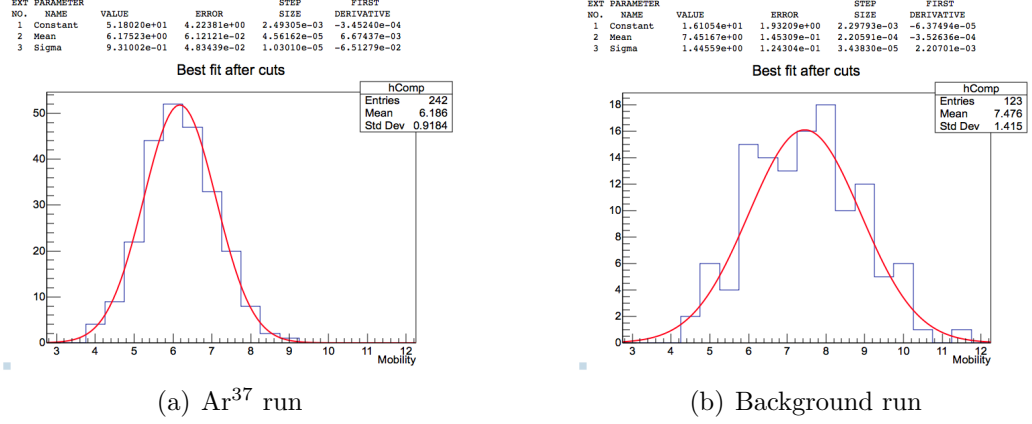 EXT PARAMETER STEP FIRST
NO. NAME VALUE ERROR SIZE DERIVATIVE
1 Constant 5.18020e+01 4.22381e+00 2.49305e-03 -3.45240e-04
2 Mean 6.17523e+00 6.12121e-02 4.56162e-05 6.67437e-03
3 Sigma 9.31002e-01 4.83439e-02 1.03010e-05 -6.51279e-02
Best fit after cuts
hComp
Entries 242
Mean 6.186
Std Dev 0.9184
50
40
30
20
10
0
3 4 5 6 7 8 9 10 11 12
Mobility
(a) Ar37 run
EXT PARAMETER STEP FIRST
NO. NAME VALUE ERROR SIZE DERIVATIVE
1 Constant 1.61054e+01 1.93209e+00 2.29793e-03 -6.37494e-05
2 Mean 7.45167e+00 1.45309e-01 2.20591e-04 -3.52636e-04
3 Sigma 1.44559e+00 1.24304e-01 3.43830e-05 2.20701e-03
Best fit after cuts
hComp
Entries 123
Mean 7.476
Std Dev 1.415
18
16
14
12
10
8
6
4
2
0
3 4 5 6 7 8 9 10 11 12
Mobility
(b) Background run